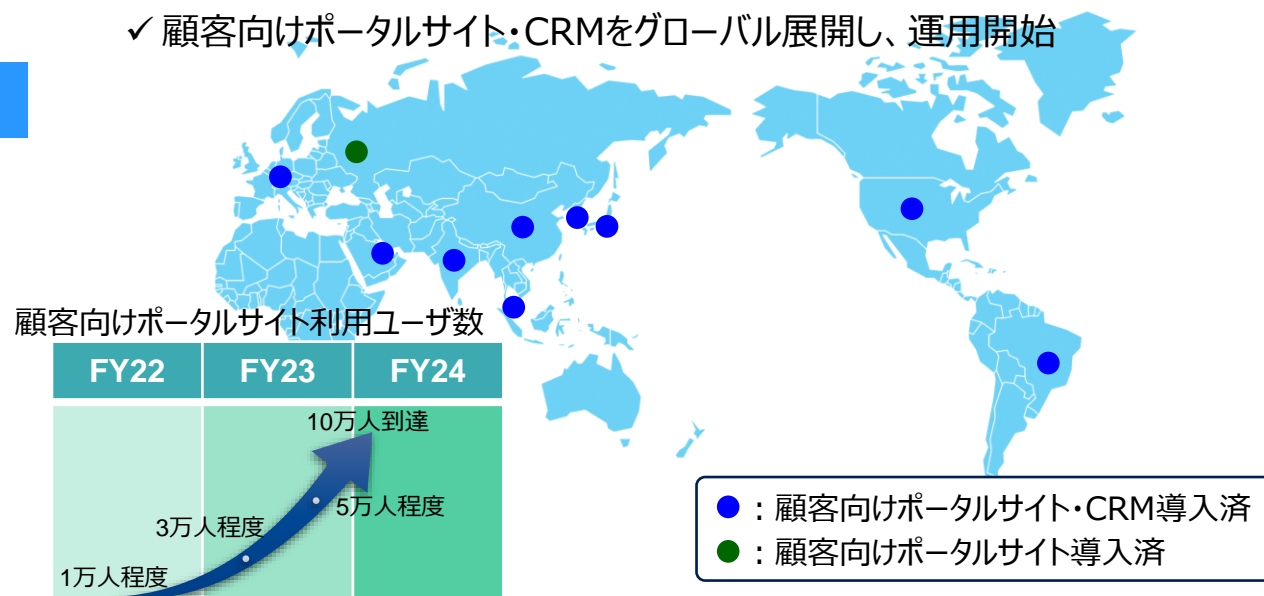 ✓ 顧客向けポータルサイト・CRMをグローバル展開し、運用開始
顧客向けポータルサイト利用ユーザ数
FY22 FY23 FY24
10万人到達
5万人程度
3万人程度
1万人程度
：顧客向けポータルサイト・CRM導入済
：顧客向けポータルサイト導入済